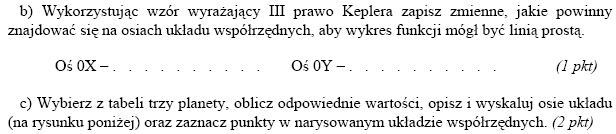 b) Wykorzystując wzór wyrażający III prawo Keplera zapisz zmienne, jakie powinny
znajdować się na osiach układu współrzędnych, aby wykres funkcji mógł być linią prostą.
Oś 0X – . . . . . . . . . . Oś 0Y – . . . . . . . . . . (1 pkt)
c) Wybierz z tabeli trzy planety, oblicz odpowiednie wartości, opisz i wyskaluj osie układu
(na rysunku poniżej) oraz zaznacz punkty w narysowanym układzie współrzędnych. (2 pkt)